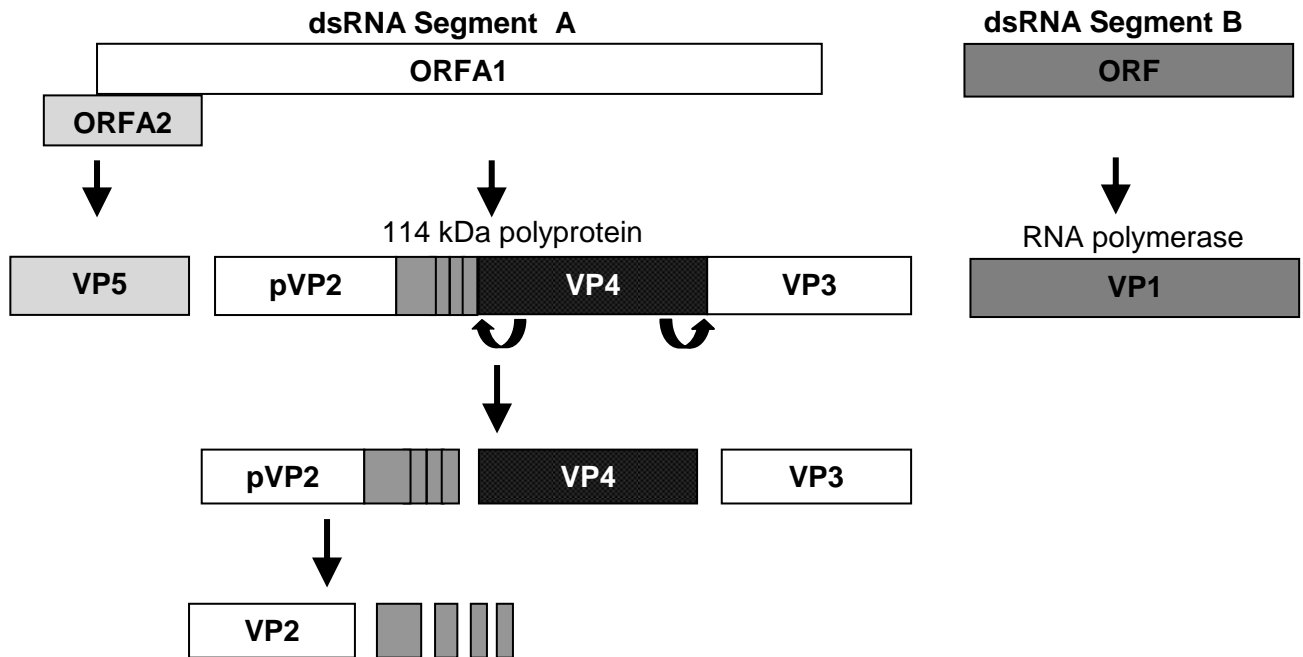 dsRNA Segment A
dsRNA Segment B
ORFA1
ORF
ORFA2
114 kDa polyprotein
RNA polymerase
VP5
pVP2
VP4
VP3
VP1
pVP2
VP4
VP3
VP2